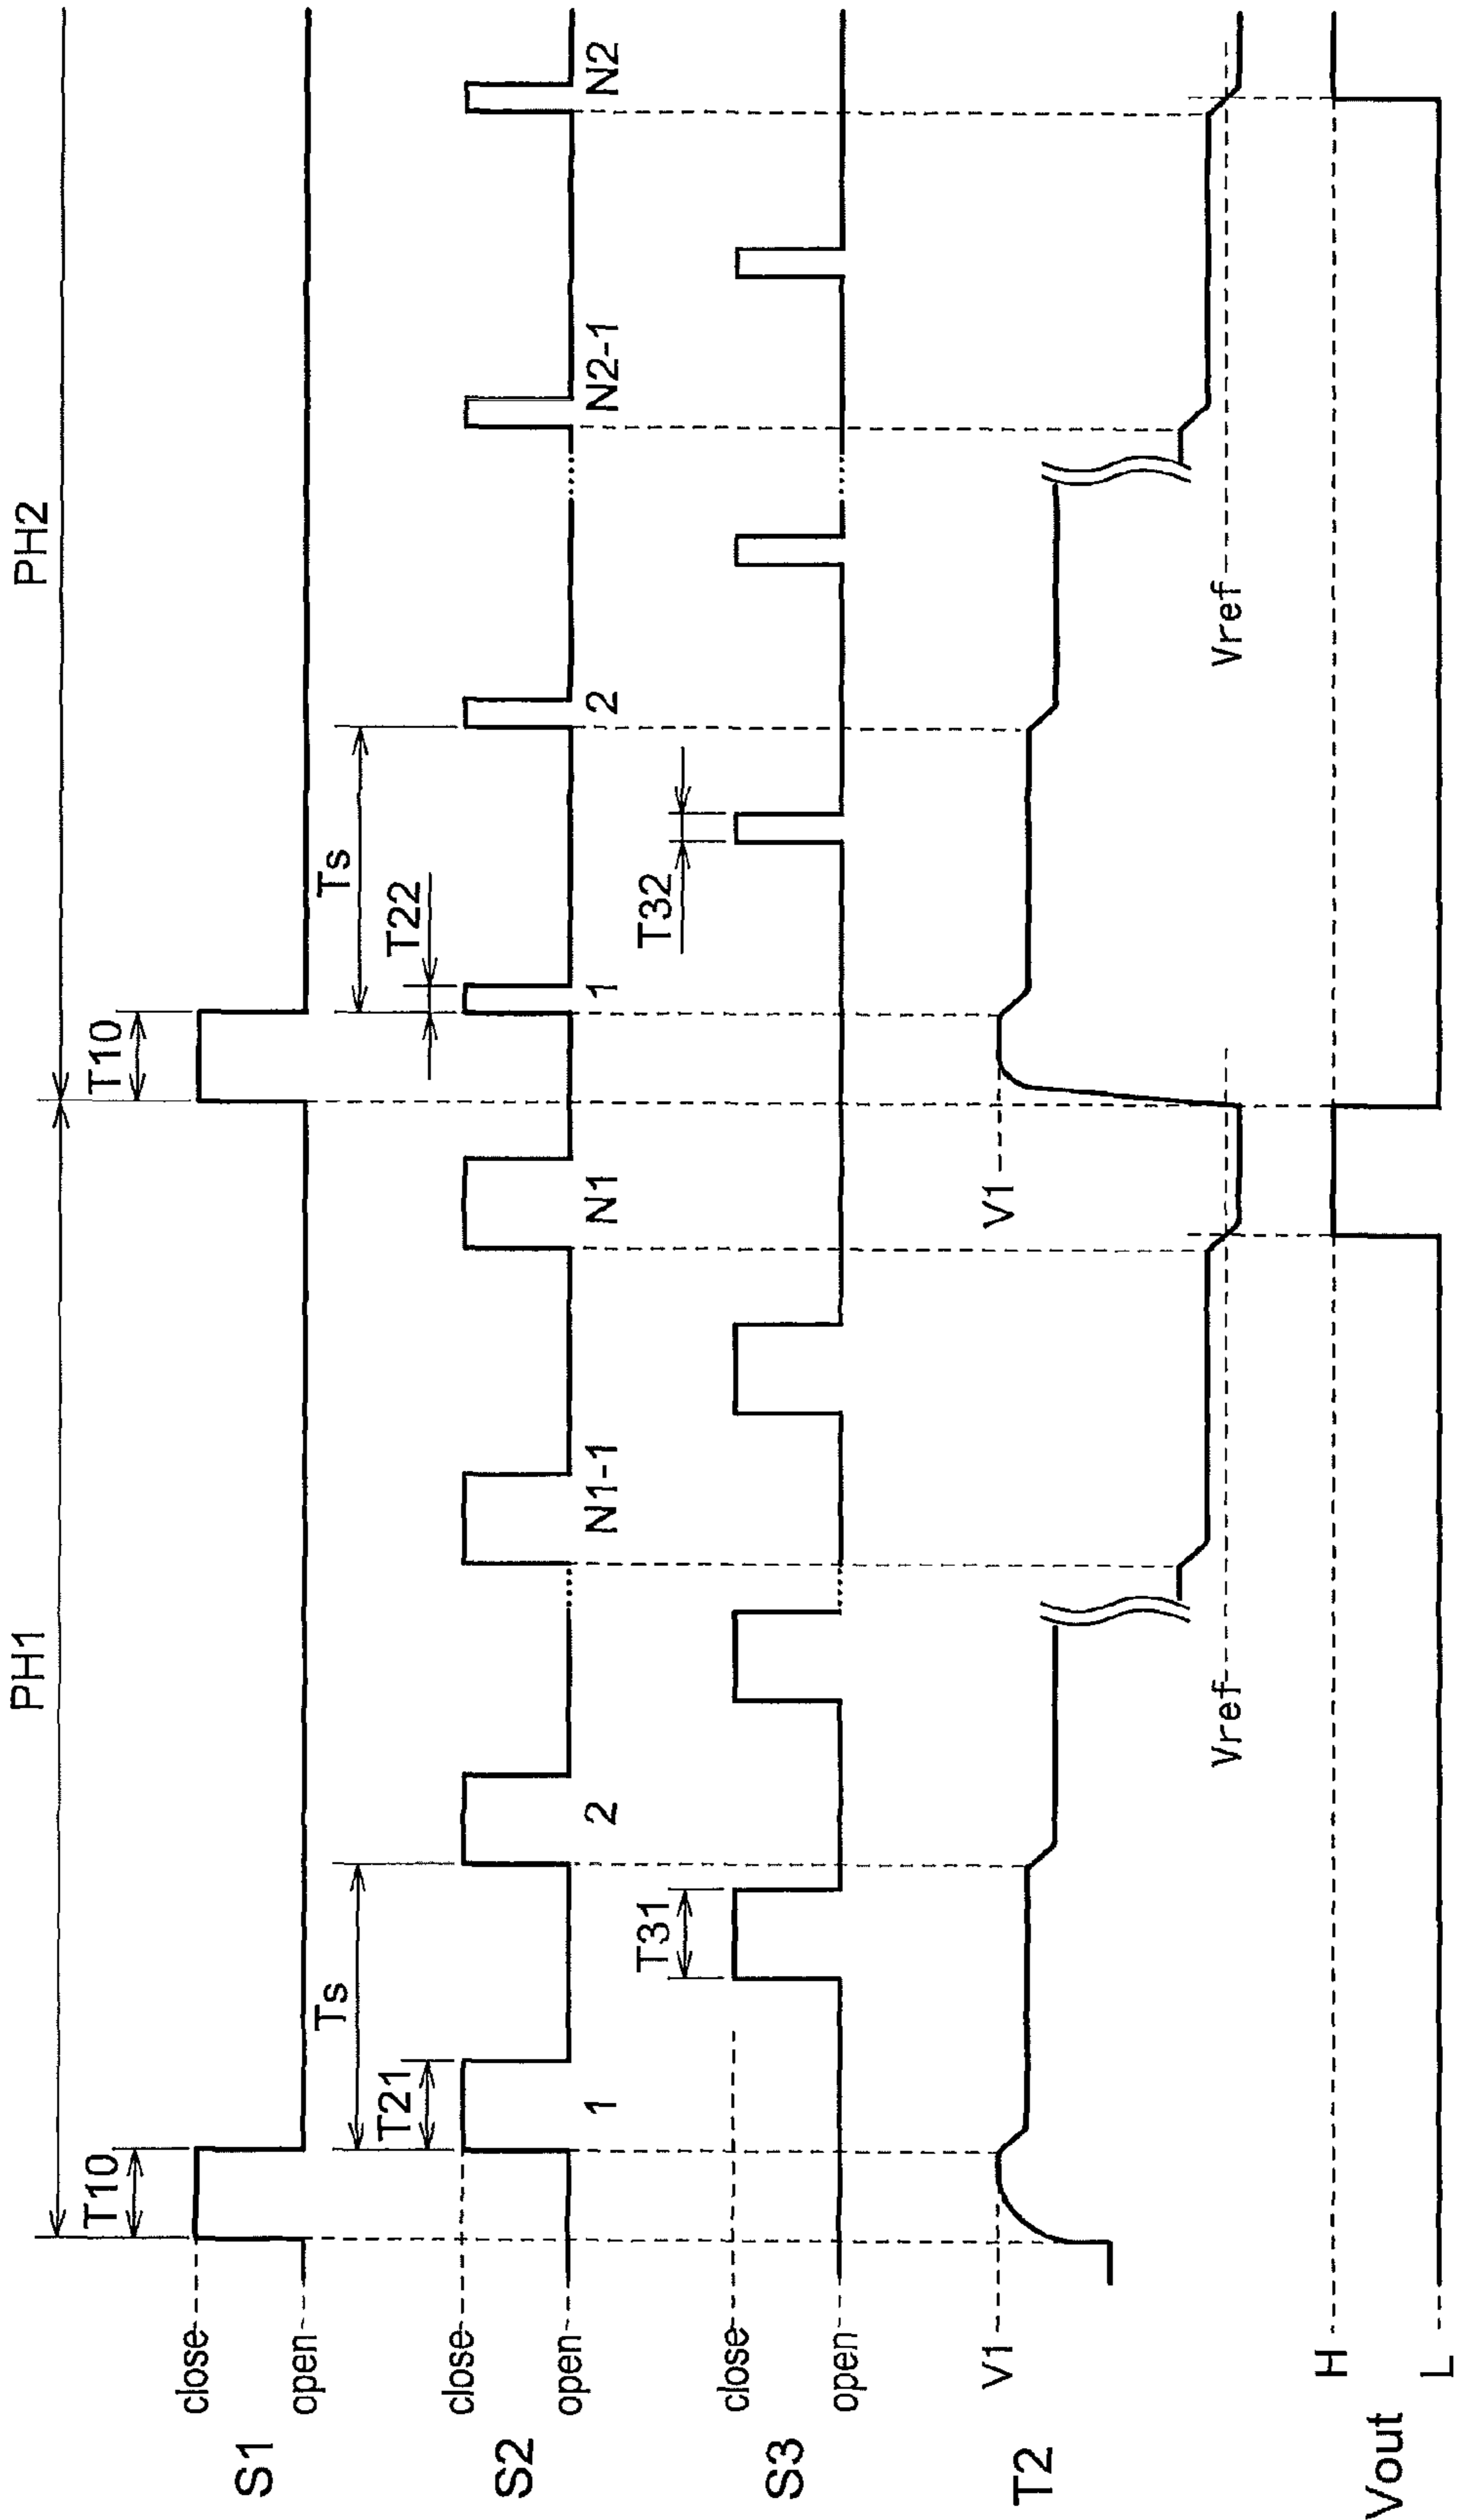 PH1 PH2
T10 T10
close
S1
open
Ts Ts
T21 T22
close
S2
open
1 2 N1-1 N1 1 2 N2-1 N2
T31 T32
close
S3
open
V1 V1
T2
Vref Vref
H
Vout
L